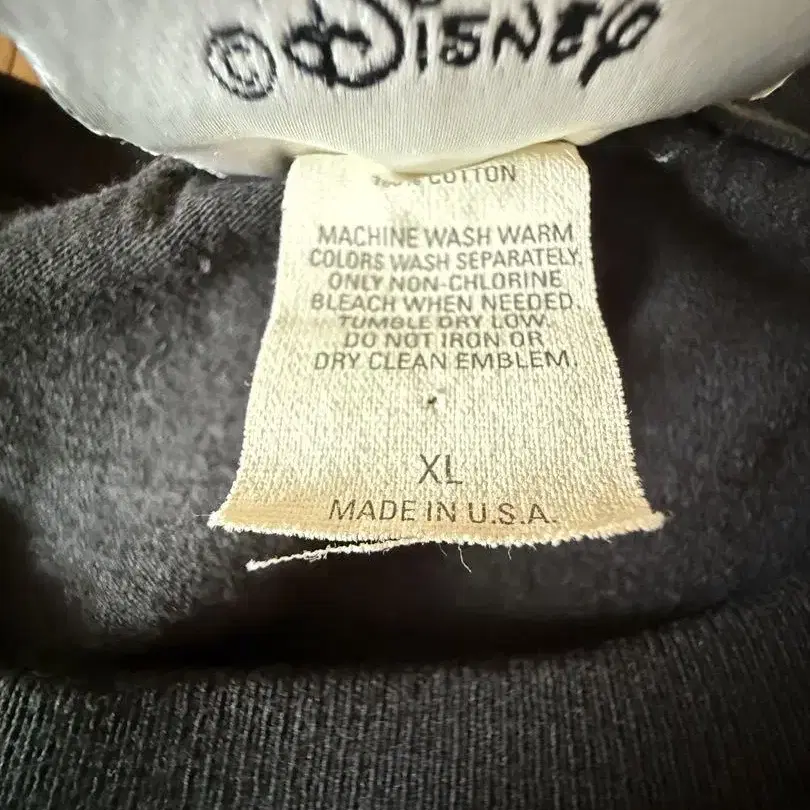 © DISNEY
100% COTTON
MACHINE WASH WARM
COLORS WASH SEPARATELY.
ONLY NON-CHLORINE
BLEACH WHEN NEEDED.
TUMBLE DRY LOW.
DO NOT IRON OR
DRY CLEAN EMBLEM.
XL
MADE IN U.S.A.